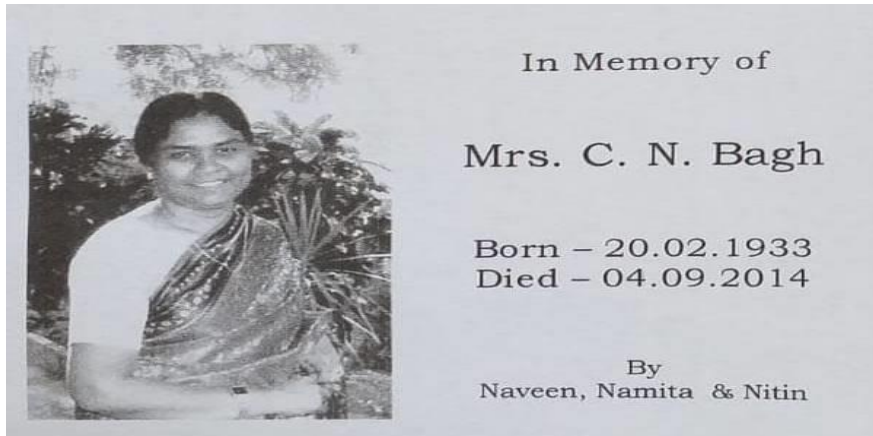 In Memory of
Mrs. C. N. Bagh
Born – 20.02.1933
Died – 04.09.2014
By
Naveen, Namita & Nitin